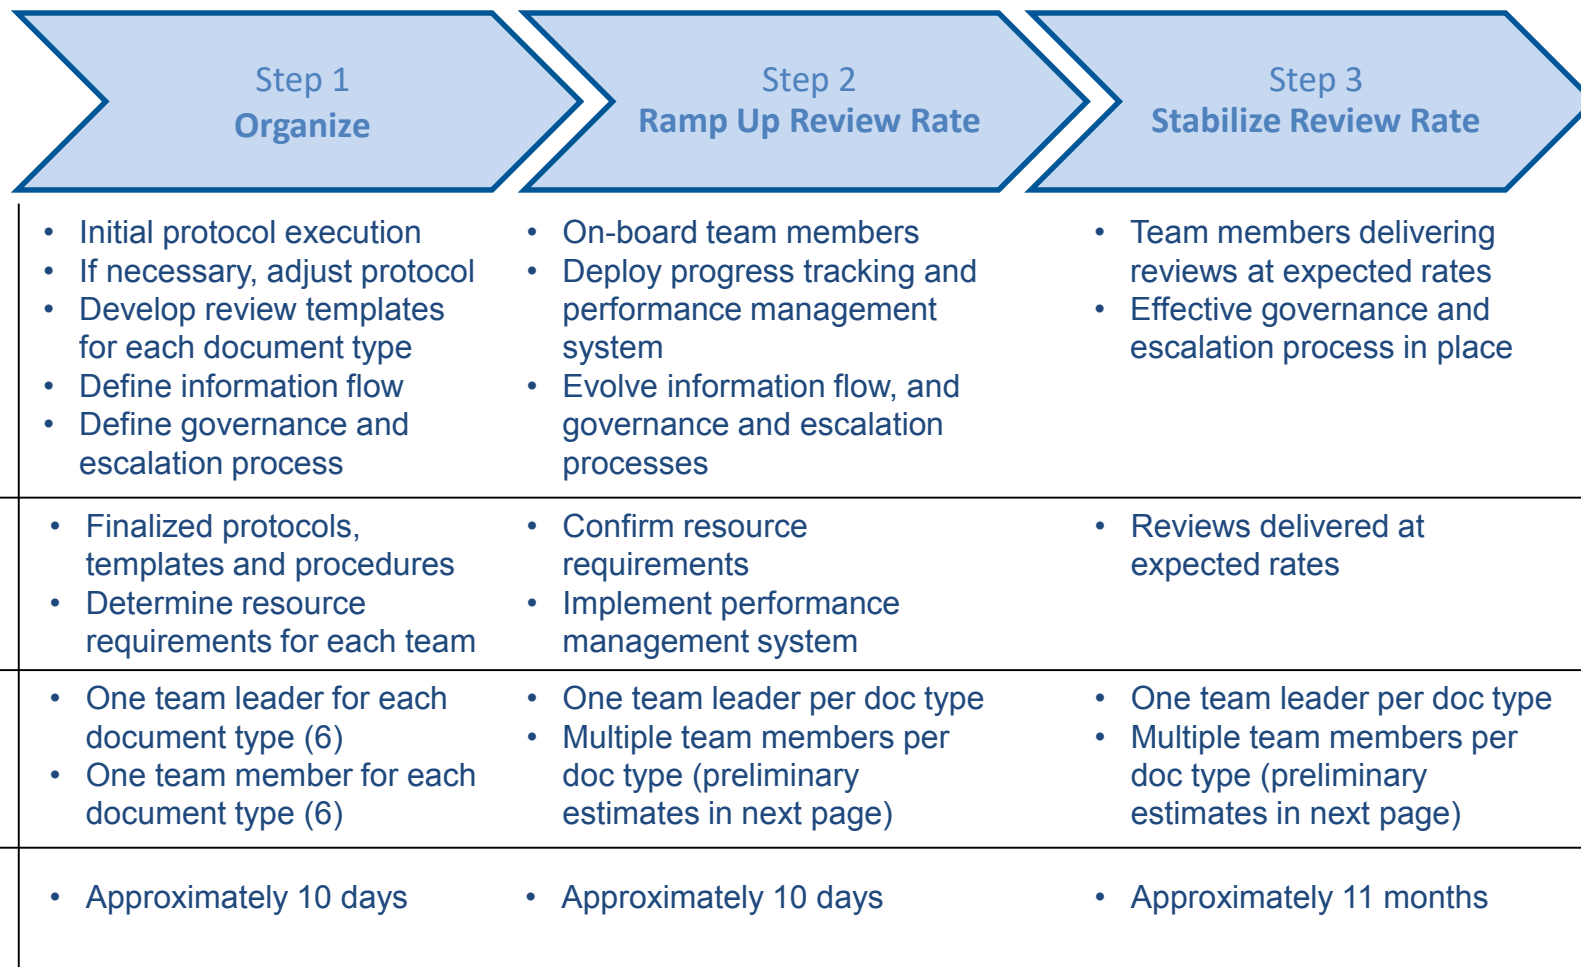 Step 1
Organize
Step 2
Ramp Up Review Rate
Step 3
Stabilize Review Rate
• Initial protocol execution
• If necessary, adjust protocol
• Develop review templates
for each document type
• Define information flow
• Define governance and
escalation process
• On-board team members
• Deploy progress tracking and
performance management
system
• Evolve information flow, and
governance and escalation
processes
• Team members delivering
reviews at expected rates
• Effective governance and
escalation process in place
• Finalized protocols,
templates and procedures
• Determine resource
requirements for each team
• Confirm resource
requirements
• Implement performance
management system
• Reviews delivered at
expected rates
• One team leader for each
document type (6)
• One team member for each
document type (6)
• One team leader per doc type
• Multiple team members per
doc type (preliminary
estimates in next page)
• One team leader per doc type
• Multiple team members per
doc type (preliminary
estimates in next page)
• Approximately 10 days
• Approximately 10 days
• Approximately 11 months